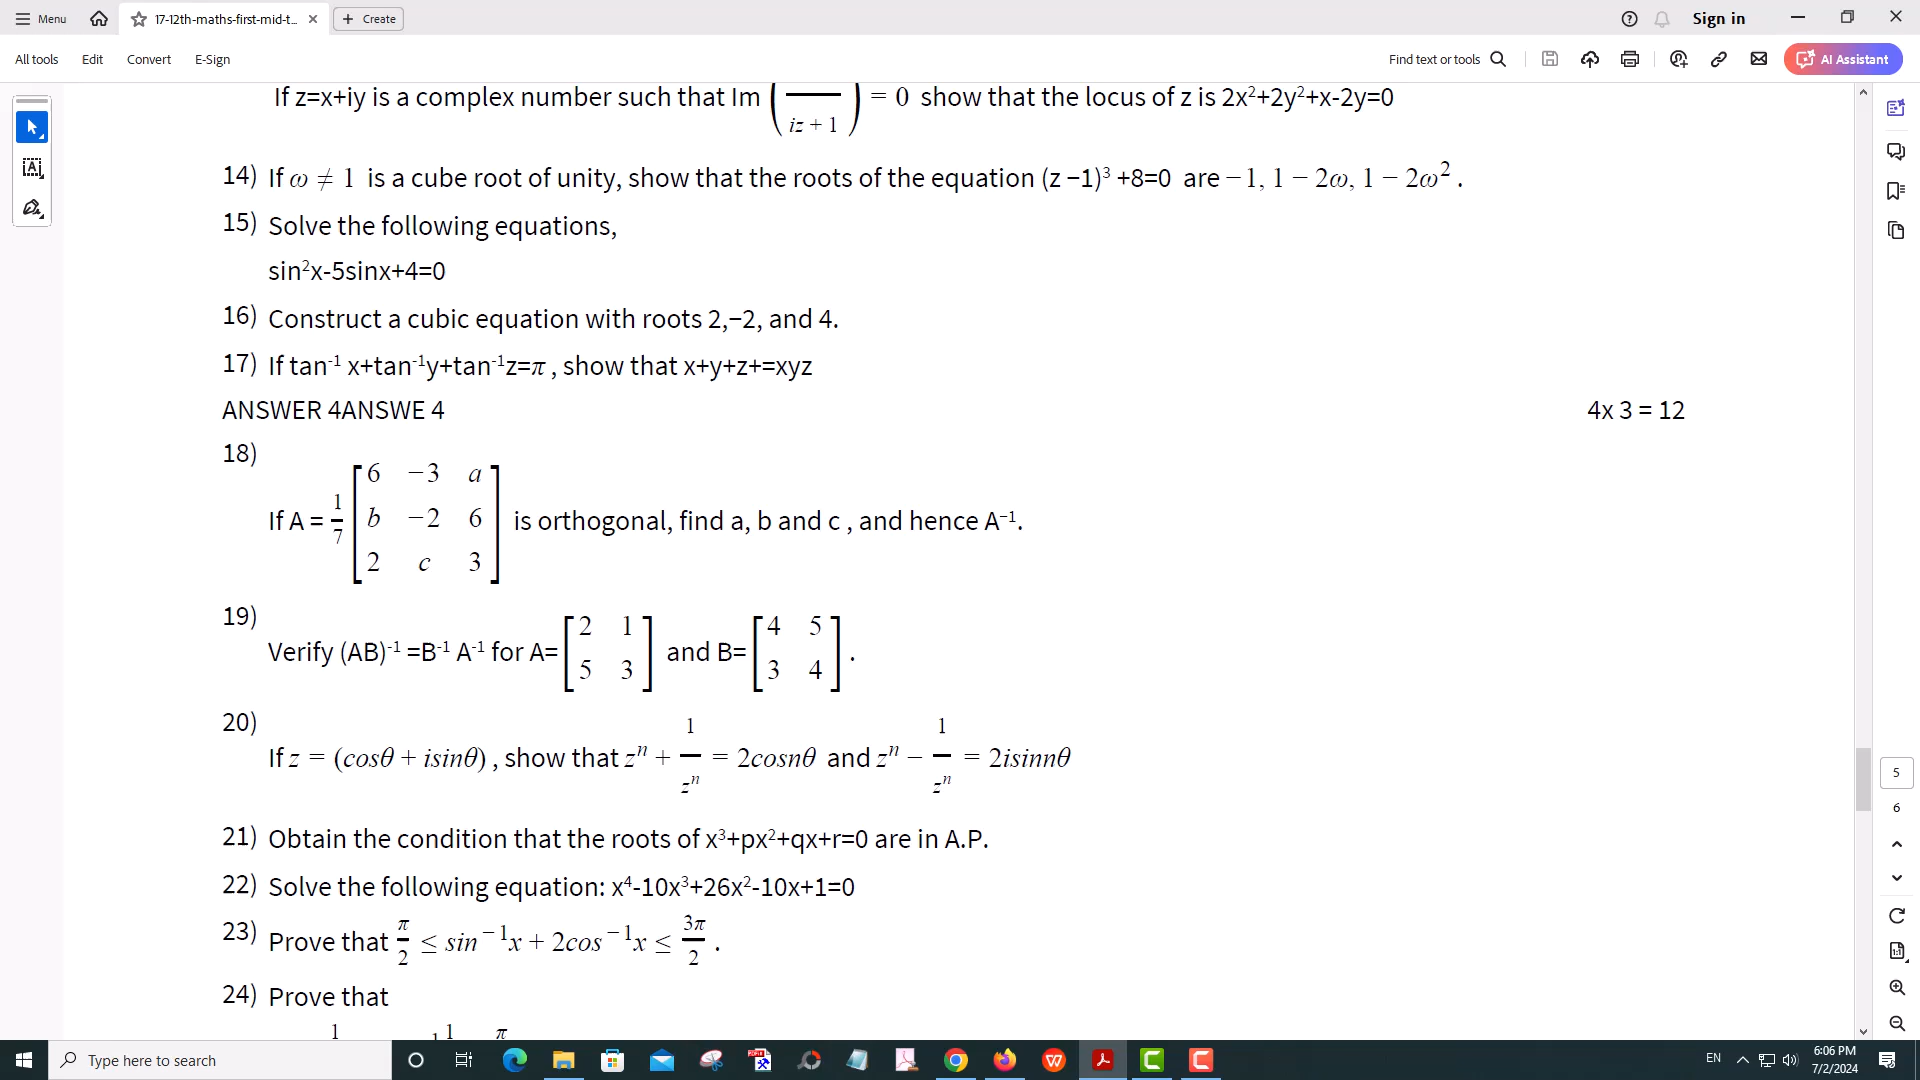 Menu
17-12th-maths-first-mid-t...
Create
Sign in
All tools
Edit
Convert
E-Sign
Find text or tools
AI Assistant
If z=x+iy is a complex number such that Im ( / iz + 1 ) = 0 show that the locus of z is 2x²+2y²+x-2y=0
14) If ω ≠ 1 is a cube root of unity, show that the roots of the equation (z −1)³ +8=0 are −1, 1 − 2ω, 1 − 2ω² .
15) Solve the following equations,
sin²x-5sinx+4=0
16) Construct a cubic equation with roots 2,−2, and 4.
17) If tan⁻¹ x+tan⁻¹y+tan⁻¹z=π , show that x+y+z+=xyz
ANSWER 4ANSWE 4 4x 3 = 12
18)
If A = 1/7 [6 −3 a; b −2 6; 2 c 3] is orthogonal, find a, b and c , and hence A⁻¹.
19)
Verify (AB)⁻¹ =B⁻¹ A⁻¹ for A= [2 1; 5 3] and B= [4 5; 3 4] .
20)
If z = (cosθ + isinθ) , show that zⁿ + 1/zⁿ = 2cosnθ and zⁿ − 1/zⁿ = 2isinnθ
21) Obtain the condition that the roots of x³+px²+qx+r=0 are in A.P.
22) Solve the following equation: x⁴-10x³+26x²-10x+1=0
23) Prove that π/2 ≤ sin⁻¹x + 2cos⁻¹x ≤ 3π/2 .
24) Prove that
1 1 1 π
5
6
Type here to search
EN
6:06 PM
7/2/2024